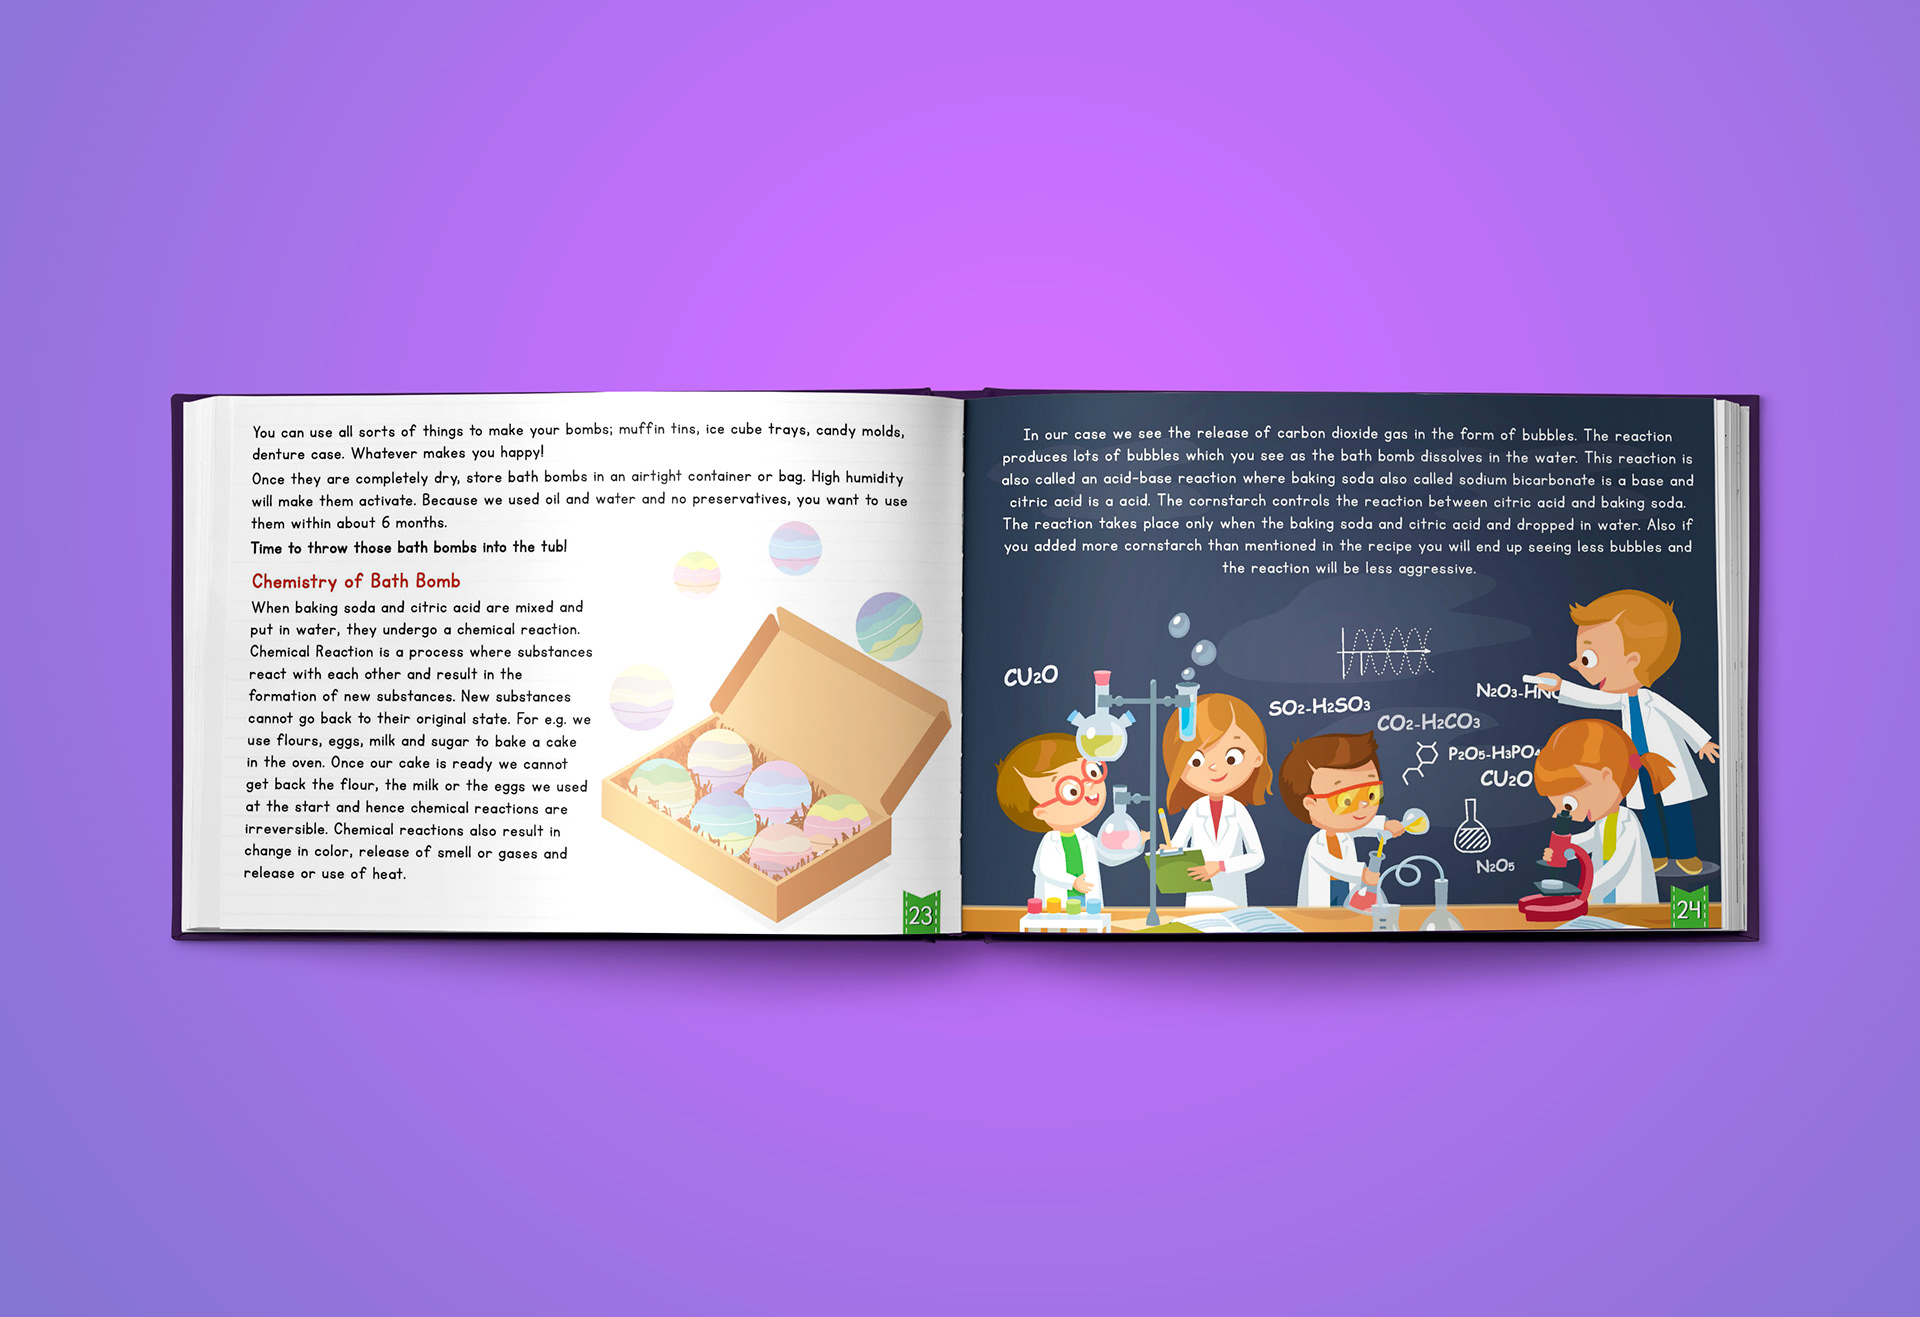 You can use all sorts of things to make your bombs; muffin tins, ice cube trays, candy molds,
denture case. Whatever makes you happy!
Once they are completely dry, store bath bombs in an airtight container or bag. High humidity
will make them activate. Because we used oil and water and no preservatives, you want to use
them within about 6 months.
Time to throw those bath bombs into the tub!
Chemistry of Bath Bomb
When baking soda and citric acid are mixed and
put in water, they undergo a chemical reaction.
Chemical Reaction is a process where substances
react with each other and result in the
formation of new substances. New substances
cannot go back to their original state. For e.g. we
use flours, eggs, milk and sugar to bake a cake
in the oven. Once our cake is ready we cannot
get back the flour, the milk or the eggs we used
at the start and hence chemical reactions are
irreversible. Chemical reactions also result in
change in color, release of smell or gases and
release or use of heat.
23
In our case we see the release of carbon dioxide gas in the form of bubbles. The reaction
produces lots of bubbles which you see as the bath bomb dissolves in the water. This reaction is
also called an acid-base reaction where baking soda also called sodium bicarbonate is a base and
citric acid is a acid. The cornstarch controls the reaction between citric acid and baking soda.
The reaction takes place only when the baking soda and citric acid and dropped in water. Also if
you added more cornstarch than mentioned in the recipe you will end up seeing less bubbles and
the reaction will be less aggressive.
CU2O
SO2-H2SO3
N2O3-HNO
CO2-H2CO3
P2O5-H3PO4
CU2O
N2O5
24